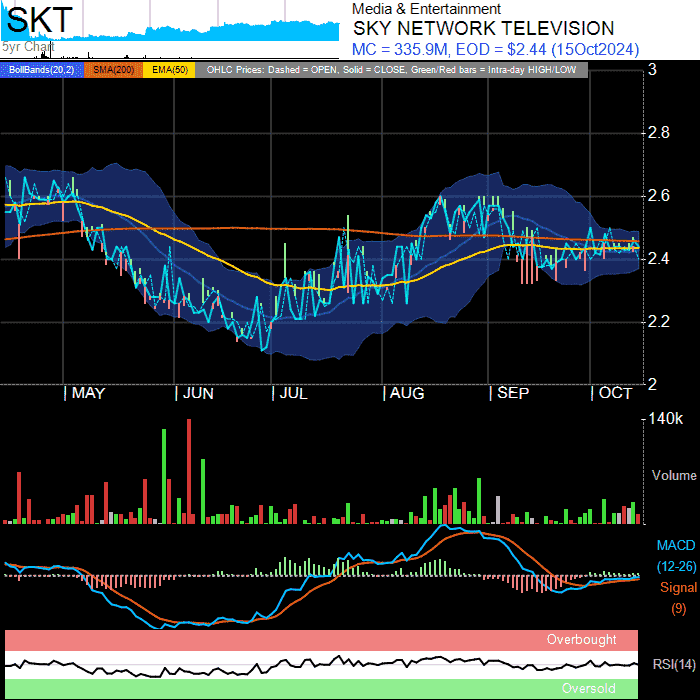 SKT
5yr Chart
Media & Entertainment
SKY NETWORK TELEVISION
MC = 335.9M, EOD = $2.44 (15Oct2024)
BollBands(20,2) SMA(200) EMA(50) OHLC Prices: Dashed = OPEN, Solid = CLOSE, Green/Red bars = Intra-day HIGH/LOW
3
2.8
2.6
2.4
2.2
2
MAY JUN JUL AUG SEP OCT
140k
Volume
MACD
(12-26)
Signal
(9)
Overbought
RSI(14)
Oversold